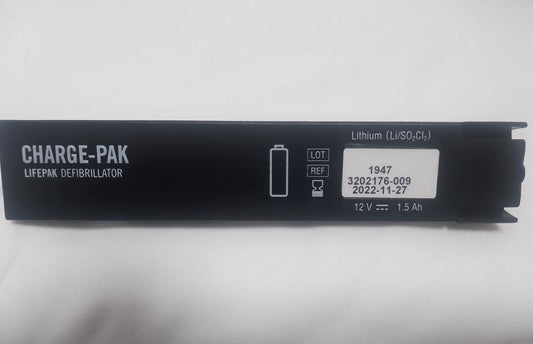 CHARGE-PAK
LIFEPAK DEFIBRILLATOR
Lithium (Li/SO₂Cl₂)
LOT
REF
1947
3202176-009
2022-11-27
12 V ⎓ 1.5 Ah